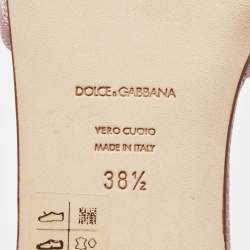 DOLCE & GABBANA
VERO CUOIO
MADE IN ITALY
38½